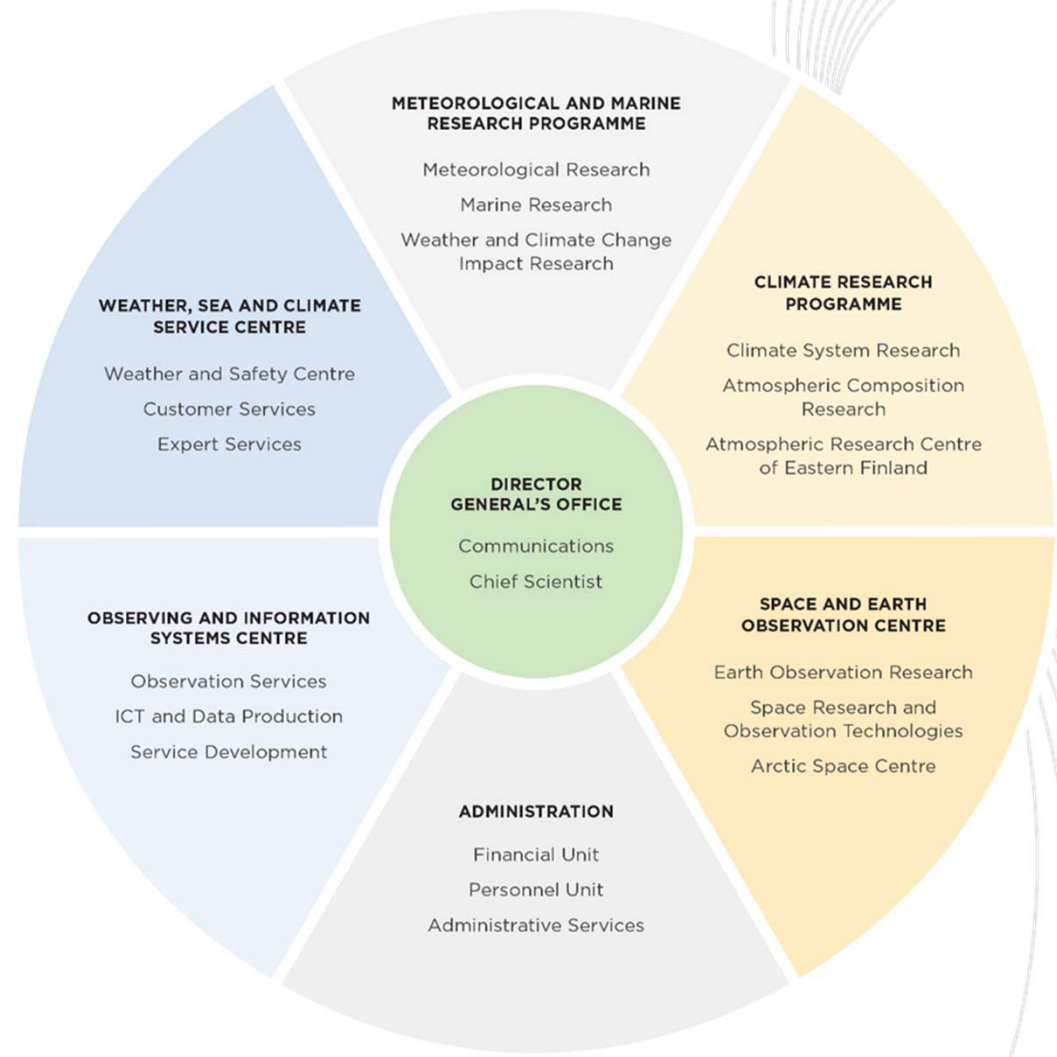 METEOROLOGICAL AND MARINE
RESEARCH PROGRAMME
Meteorological Research
Marine Research
Weather and Climate Change
Impact Research
CLIMATE RESEARCH
PROGRAMME
Climate System Research
Atmospheric Composition
Research
Atmospheric Research Centre
of Eastern Finland
WEATHER, SEA AND CLIMATE
SERVICE CENTRE
Weather and Safety Centre
Customer Services
Expert Services
DIRECTOR
GENERAL'S OFFICE
Communications
Chief Scientist
SPACE AND EARTH
OBSERVATION CENTRE
Earth Observation Research
Space Research and
Observation Technologies
Arctic Space Centre
OBSERVING AND INFORMATION
SYSTEMS CENTRE
Observation Services
ICT and Data Production
Service Development
ADMINISTRATION
Financial Unit
Personnel Unit
Administrative Services